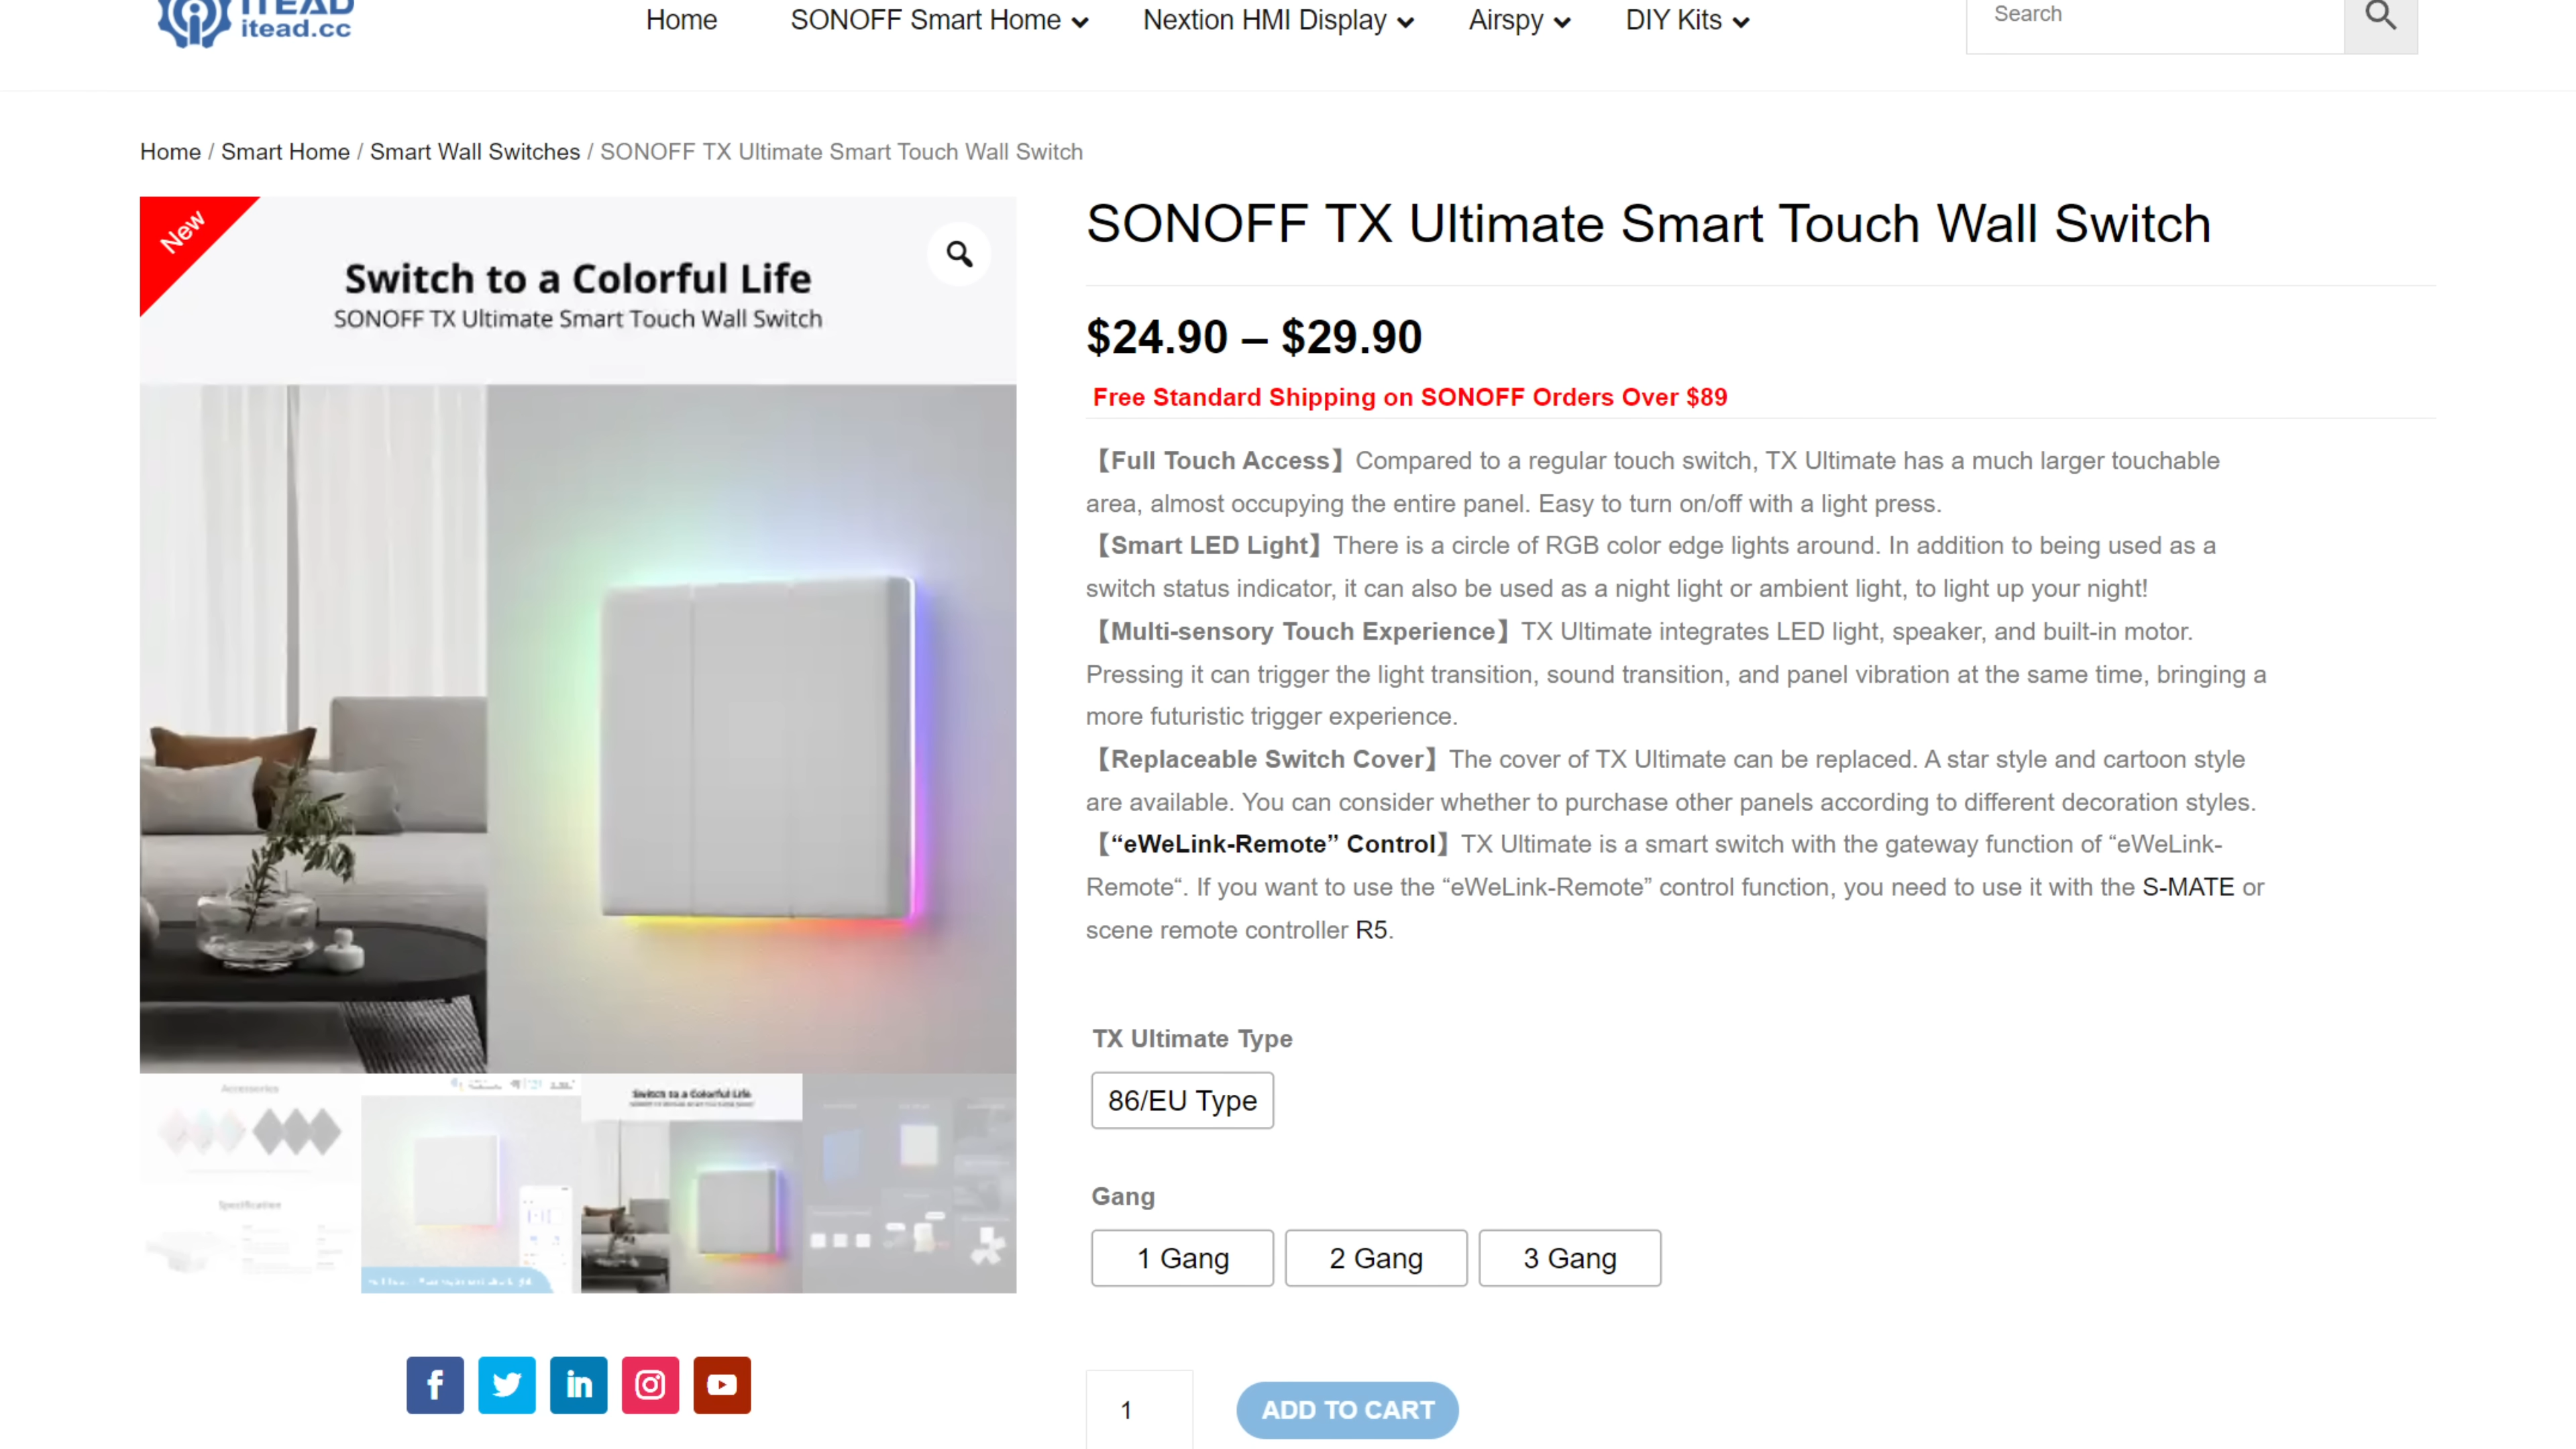 ITEAD
itead.cc
Home
SONOFF Smart Home
Nextion HMI Display
Airspy
DIY Kits
Search
Home / Smart Home / Smart Wall Switches / SONOFF TX Ultimate Smart Touch Wall Switch
New
Switch to a Colorful Life
SONOFF TX Ultimate Smart Touch Wall Switch
SONOFF TX Ultimate Smart Touch Wall Switch
$24.90 – $29.90
Free Standard Shipping on SONOFF Orders Over $89
【Full Touch Access】Compared to a regular touch switch, TX Ultimate has a much larger touchable
area, almost occupying the entire panel. Easy to turn on/off with a light press.
【Smart LED Light】There is a circle of RGB color edge lights around. In addition to being used as a
switch status indicator, it can also be used as a night light or ambient light, to light up your night!
【Multi-sensory Touch Experience】TX Ultimate integrates LED light, speaker, and built-in motor.
Pressing it can trigger the light transition, sound transition, and panel vibration at the same time, bringing a
more futuristic trigger experience.
【Replaceable Switch Cover】The cover of TX Ultimate can be replaced. A star style and cartoon style
are available. You can consider whether to purchase other panels according to different decoration styles.
【“eWeLink-Remote” Control】TX Ultimate is a smart switch with the gateway function of “eWeLink-
Remote“. If you want to use the “eWeLink-Remote” control function, you need to use it with the S-MATE or
scene remote controller R5.
Accessories
Specification
Switch to a Colorful Life
TX Ultimate Type
86/EU Type
Gang
1 Gang
2 Gang
3 Gang
1
ADD TO CART